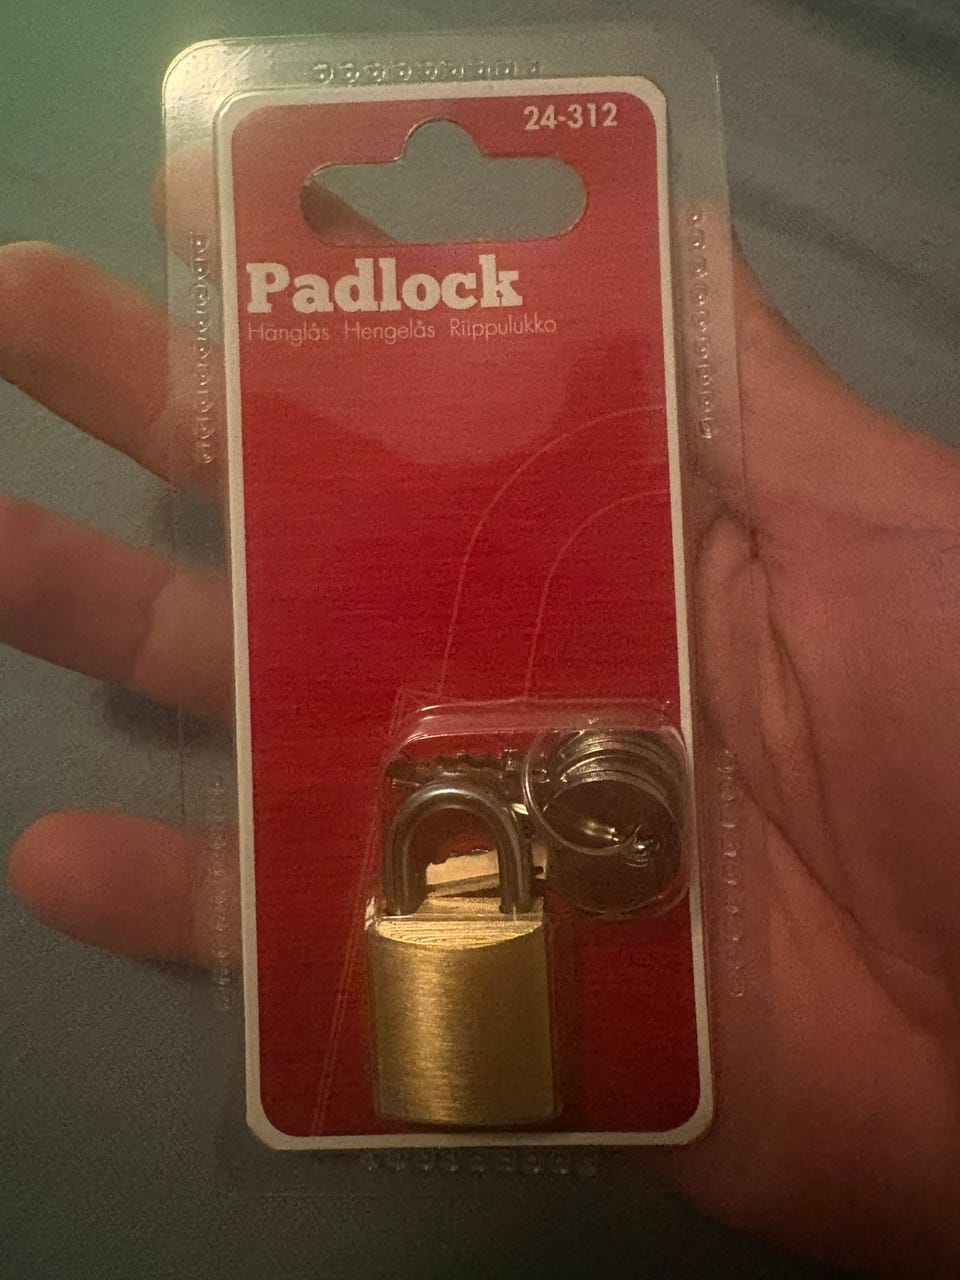 24-312
Padlock
Hänglås Hengelås Riippulukko